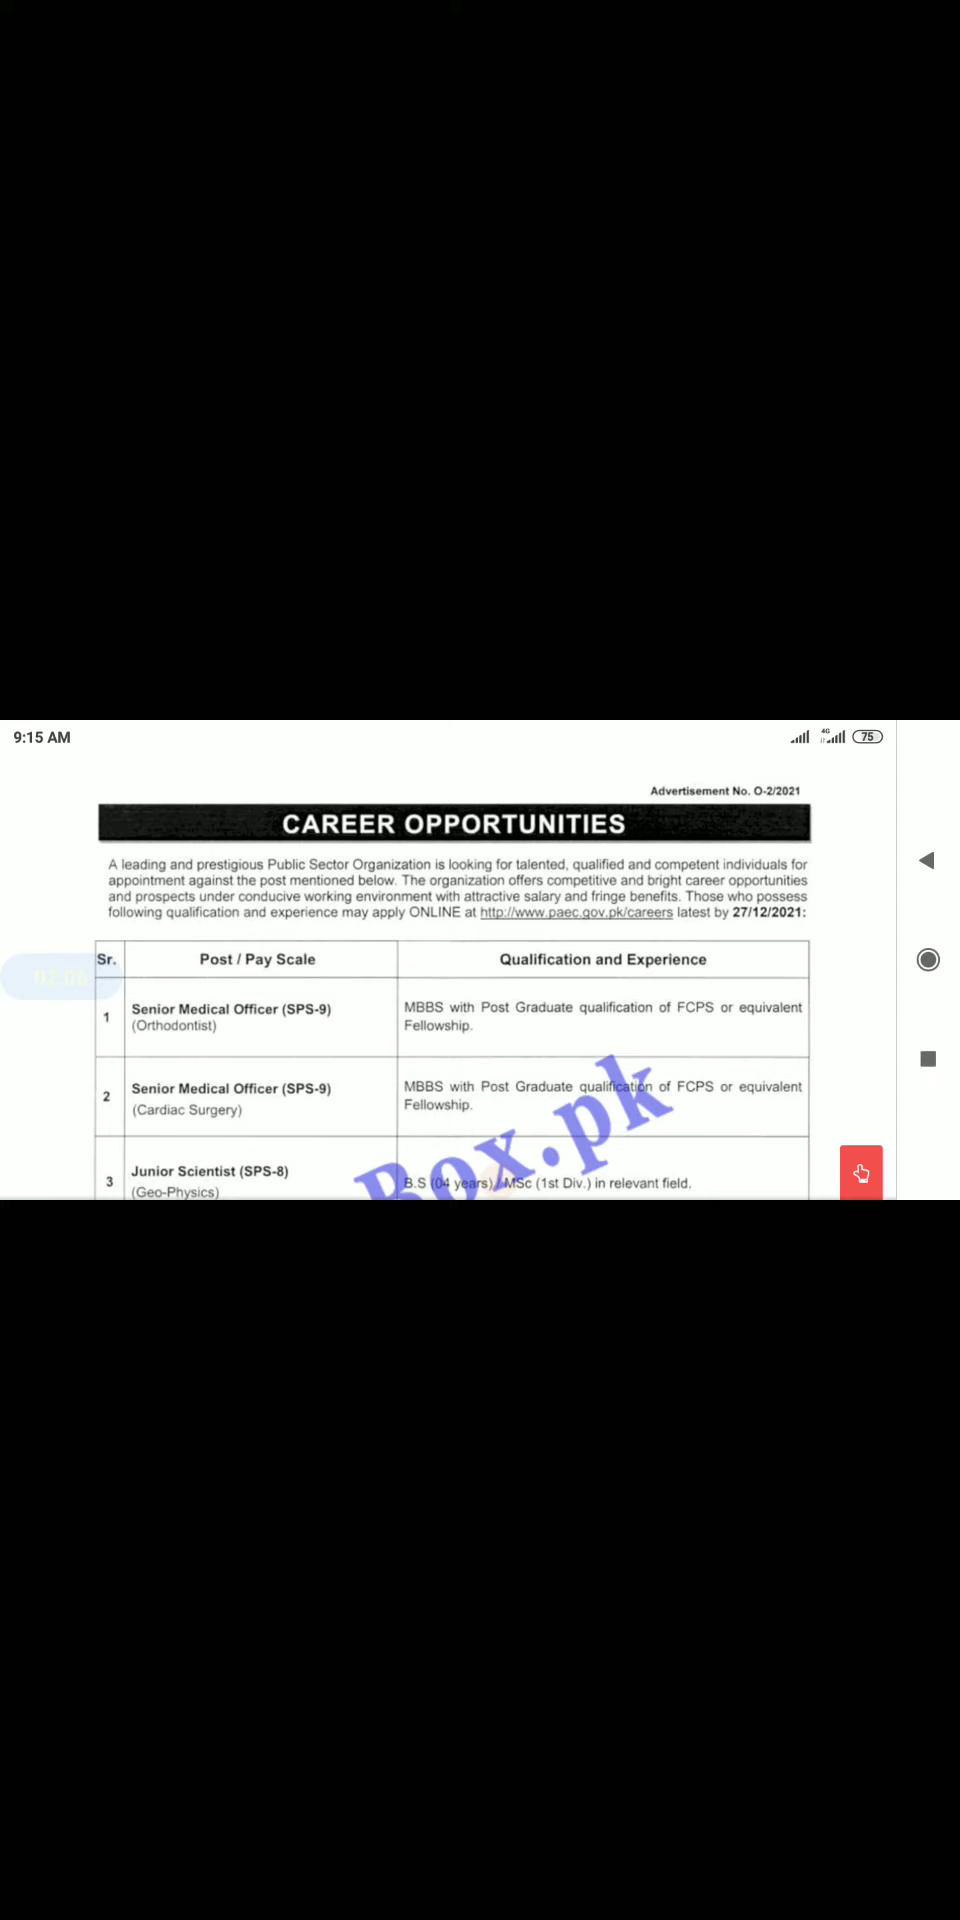 9:15 AM
4G
75
Advertisement No. O-2/2021
CAREER OPPORTUNITIES
A leading and prestigious Public Sector Organization is looking for talented, qualified and competent individuals for
appointment against the post mentioned below. The organization offers competitive and bright career opportunities
and prospects under conducive working environment with attractive salary and fringe benefits. Those who possess
following qualification and experience may apply ONLINE at http://www.paec.gov.pk/careers latest by 27/12/2021:
Sr. Post / Pay Scale Qualification and Experience
02:06
1 Senior Medical Officer (SPS-9) MBBS with Post Graduate qualification of FCPS or equivalent
(Orthodontist) Fellowship.
2 Senior Medical Officer (SPS-9) MBBS with Post Graduate qualification of FCPS or equivalent
(Cardiac Surgery) Fellowship.
3 Junior Scientist (SPS-8) B.S (04 years) / MSc (1st Div.) in relevant field.
(Geo-Physics)
Box.pk